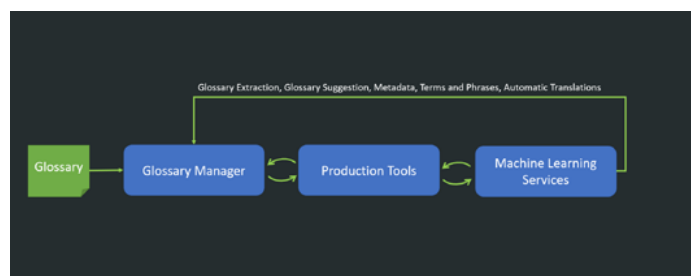 Glossary Extraction, Glossary Suggestion, Metadata, Terms and Phrases, Automatic Translations
Glossary
Glossary Manager
Production Tools
Machine Learning
Services